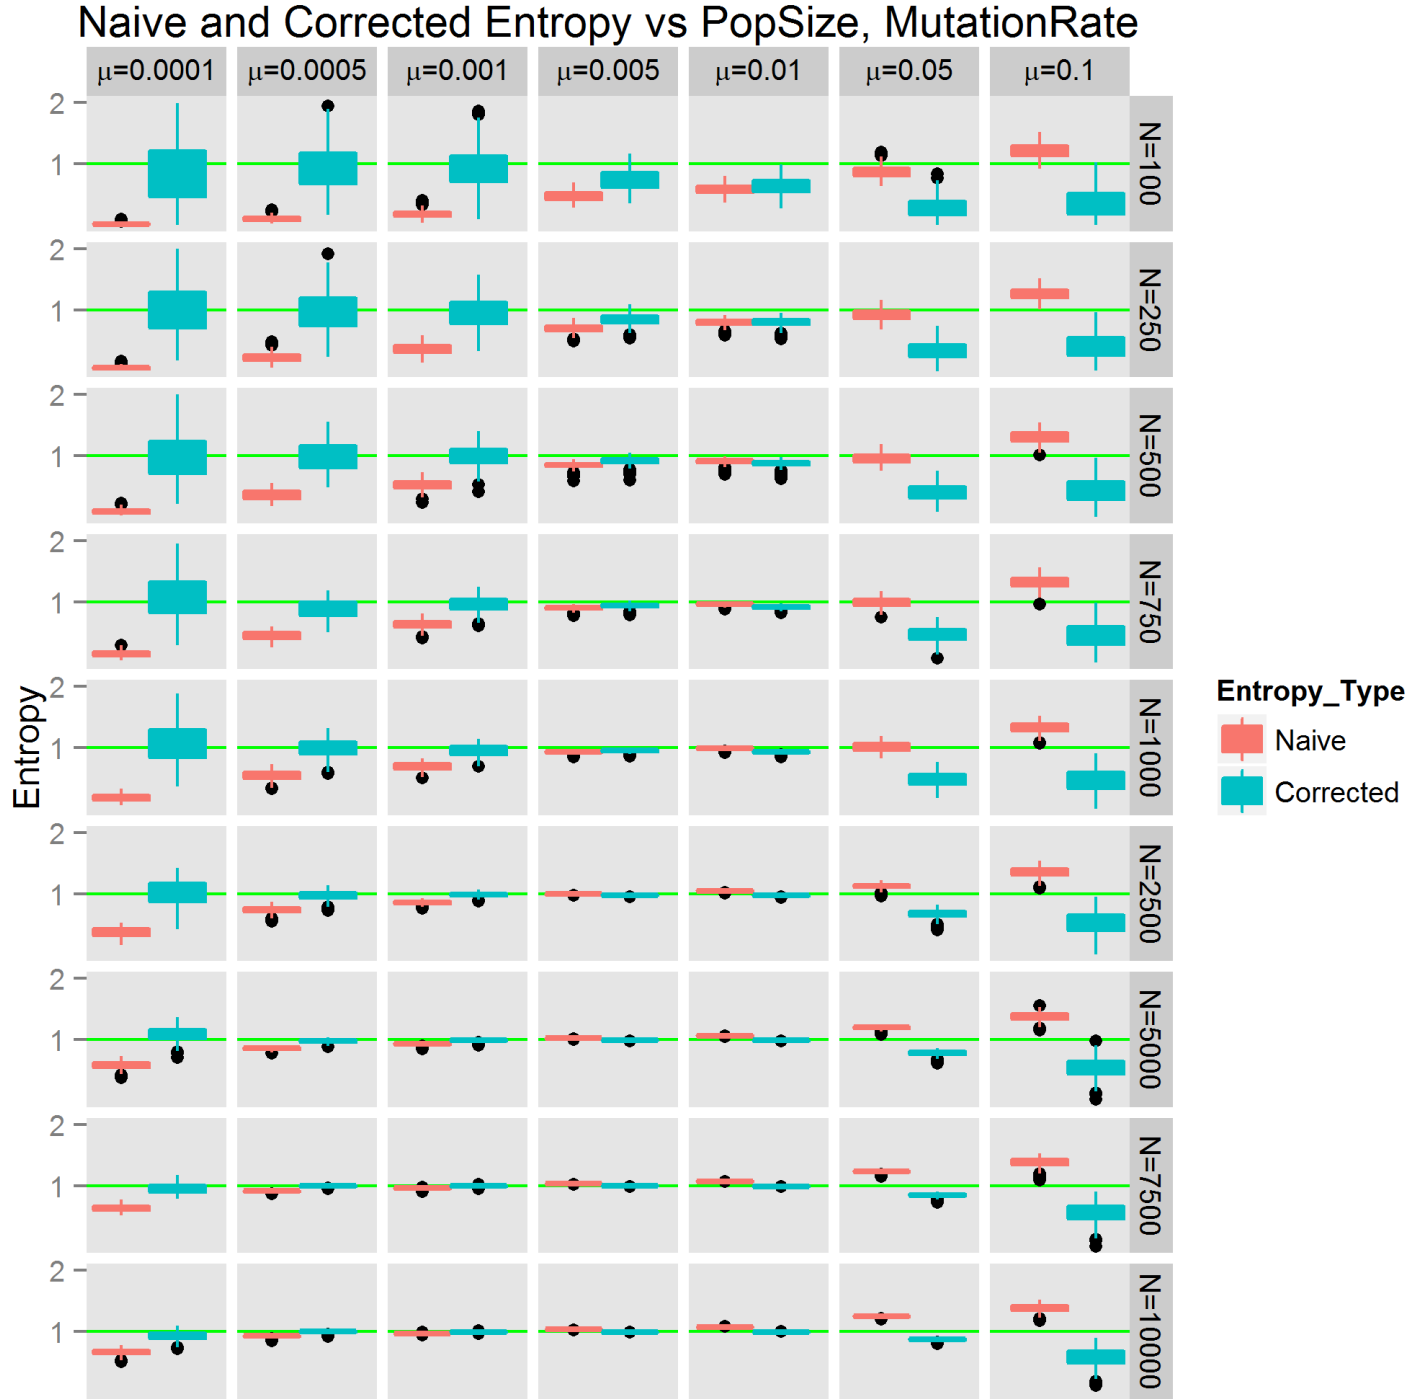 Naive and Corrected Entropy vs PopSize, MutationRate
μ=0.0001 μ=0.0005 μ=0.001 μ=0.005 μ=0.01 μ=0.05 μ=0.1
2
1
N=100
2
1
N=250
2
1
N=500
2
1
N=750
2
1
N=1000
2
1
N=2500
2
1
N=5000
2
1
N=7500
2
1
N=10000
Entropy
Entropy_Type
Naive
Corrected